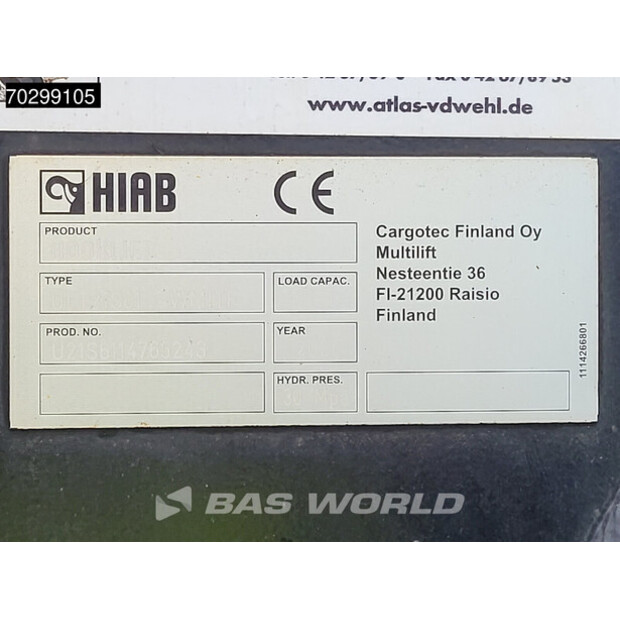 70299105
www.atlas-vdwehl.de
HIAB
CE
PRODUCT
TYPE
LOAD CAPAC.
PROD. NO.
YEAR
HYDR. PRES.
Cargotec Finland Oy
Multilift
Nesteentie 36
FI-21200 Raisio
Finland
1114266801
BAS WORLD